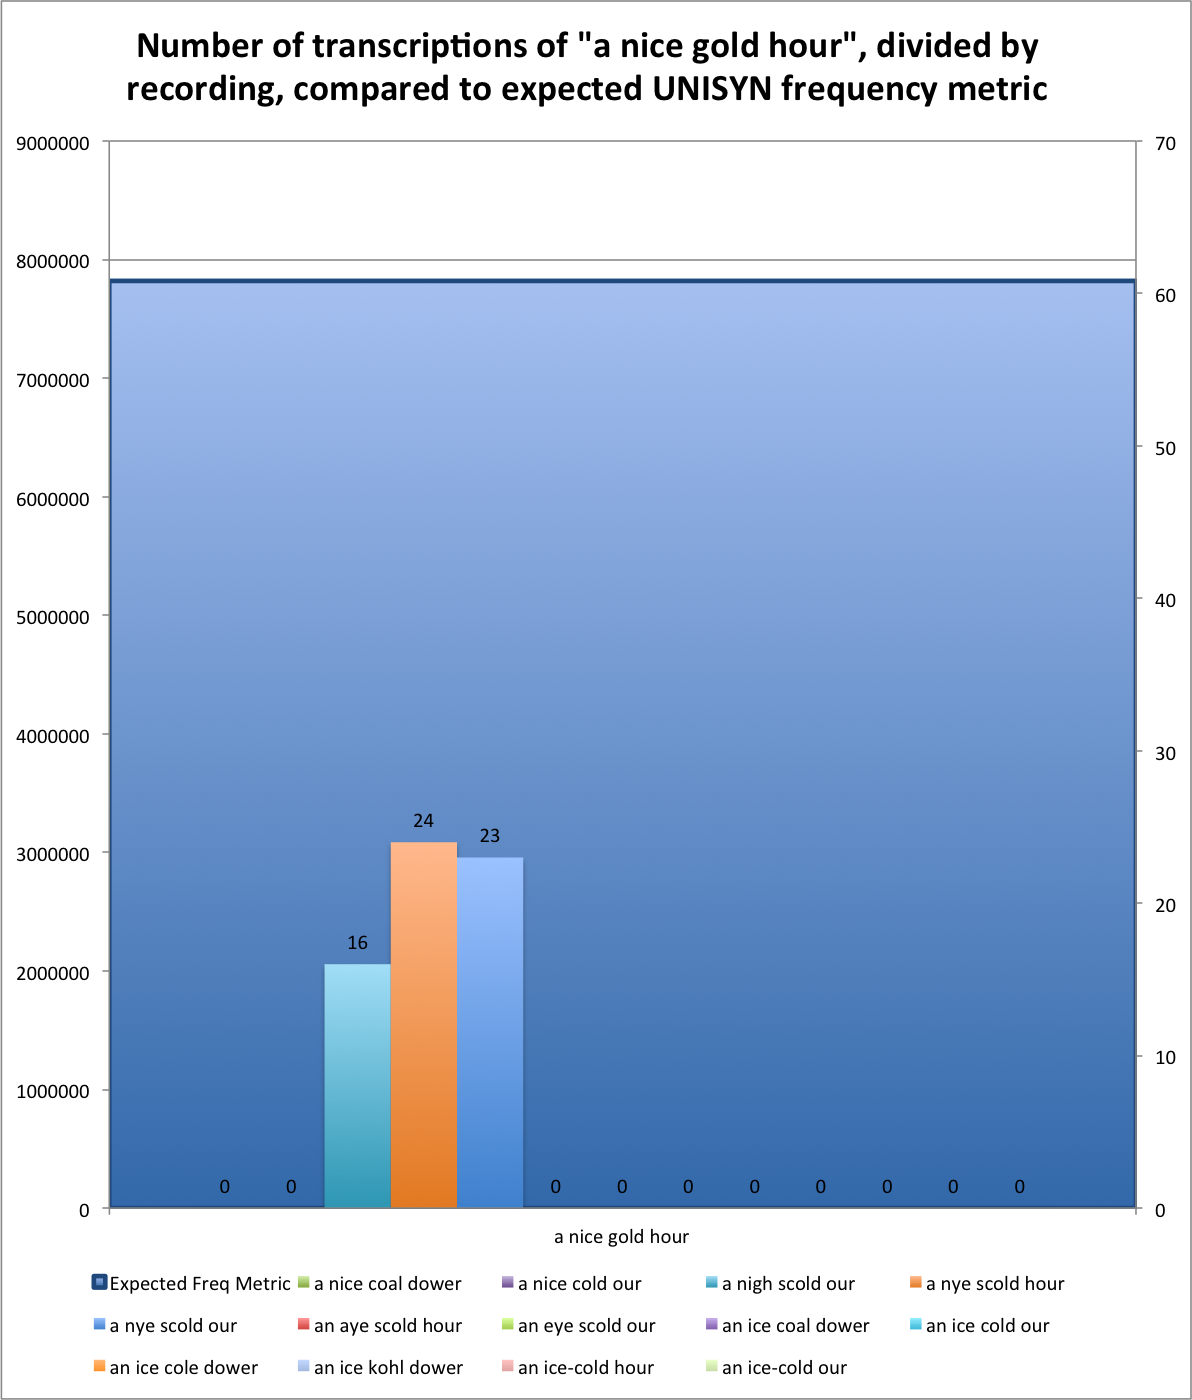 Number of transcriptions of "a nice gold hour", divided by
recording, compared to expected UNISYN frequency metric
9000000
8000000
7000000
6000000
5000000
4000000
3000000
2000000
1000000
0
70
60
50
40
30
20
10
0
0 0 16 24 23 0 0 0 0 0 0 0 0
a nice gold hour
Expected Freq Metric a nice coal dower a nice cold our a nigh scold our a nye scold hour
a nye scold our an aye scold hour an eye scold our an ice coal dower an ice cold our
an ice cole dower an ice kohl dower an ice-cold hour an ice-cold our